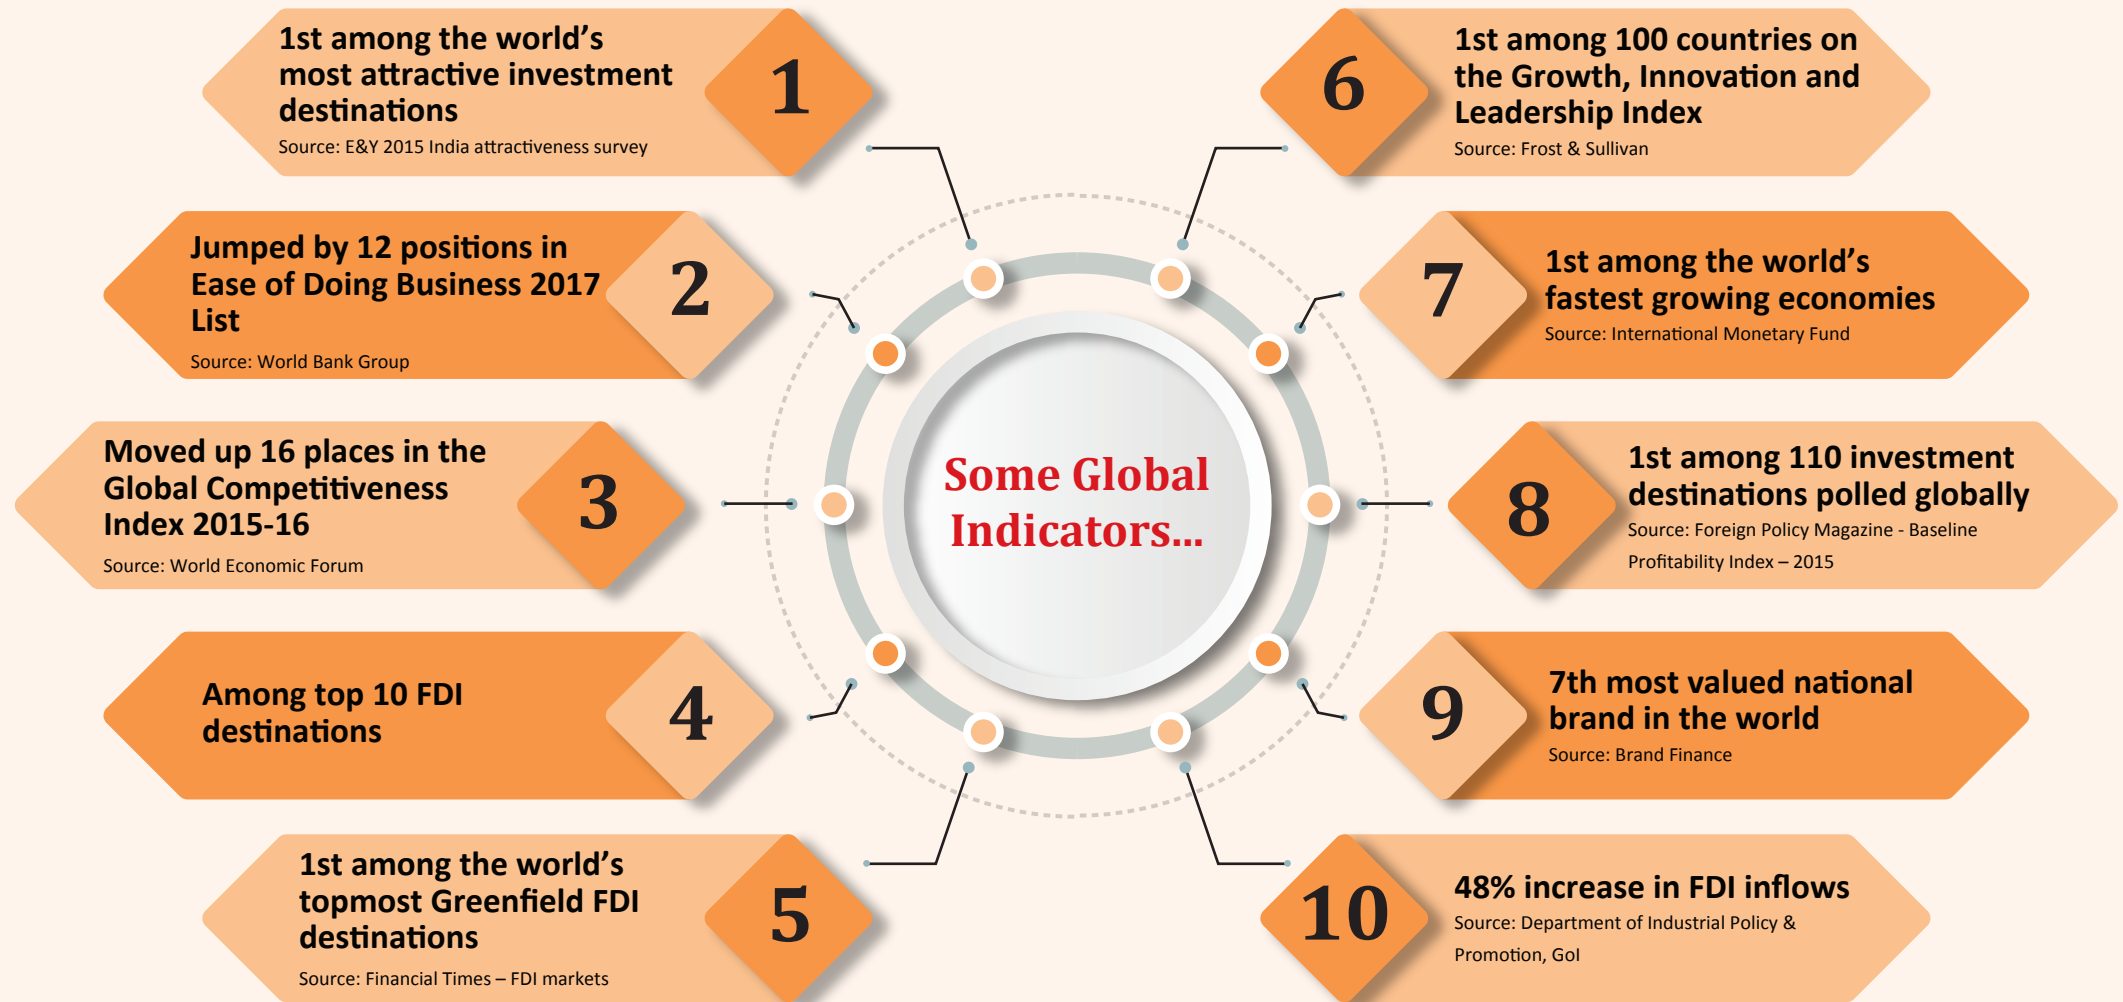 1st among the world's
most attractive investment
destinations
Source: E&Y 2015 India attractiveness survey
1
Jumped by 12 positions in
Ease of Doing Business 2017
List
Source: World Bank Group
2
Moved up 16 places in the
Global Competitiveness
Index 2015-16
Source: World Economic Forum
3
Among top 10 FDI
destinations
4
1st among the world's
topmost Greenfield FDI
destinations
Source: Financial Times – FDI markets
5
Some Global
Indicators...
6
1st among 100 countries on
the Growth, Innovation and
Leadership Index
Source: Frost & Sullivan
7
1st among the world's
fastest growing economies
Source: International Monetary Fund
8
1st among 110 investment
destinations polled globally
Source: Foreign Policy Magazine - Baseline
Profitability Index – 2015
9
7th most valued national
brand in the world
Source: Brand Finance
10
48% increase in FDI inflows
Source: Department of Industrial Policy &
Promotion, GoI